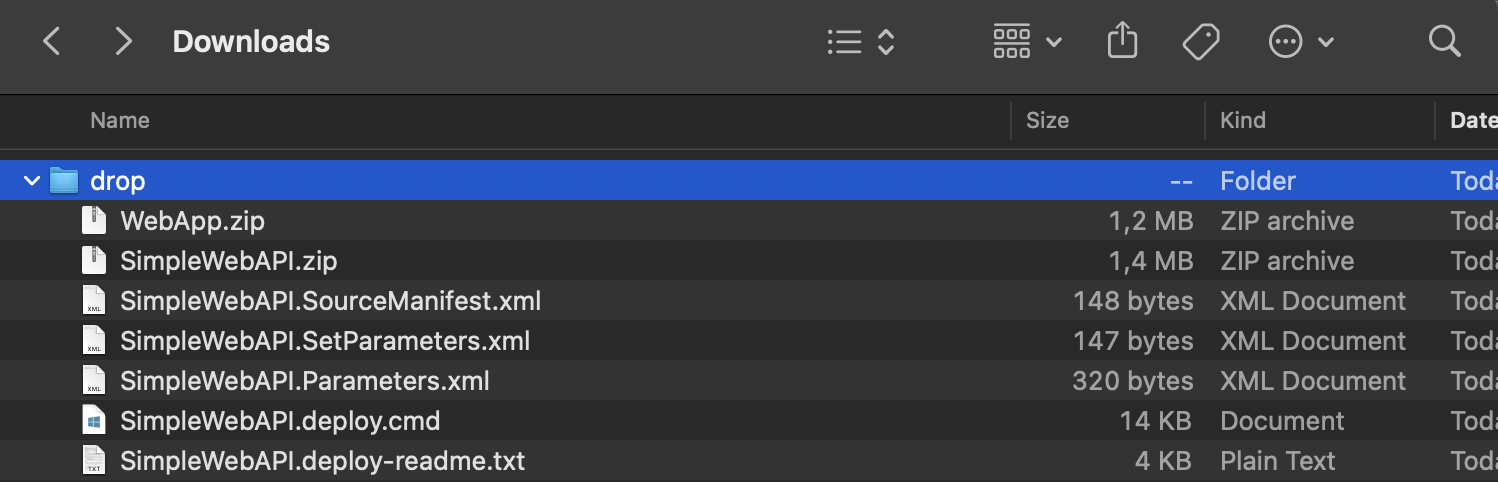 Downloads
Name Size Kind Date
drop -- Folder Toda
WebApp.zip 1,2 MB ZIP archive Toda
SimpleWebAPI.zip 1,4 MB ZIP archive Toda
SimpleWebAPI.SourceManifest.xml 148 bytes XML Document Toda
SimpleWebAPI.SetParameters.xml 147 bytes XML Document Toda
SimpleWebAPI.Parameters.xml 320 bytes XML Document Toda
SimpleWebAPI.deploy.cmd 14 KB Document Toda
SimpleWebAPI.deploy-readme.txt 4 KB Plain Text Toda